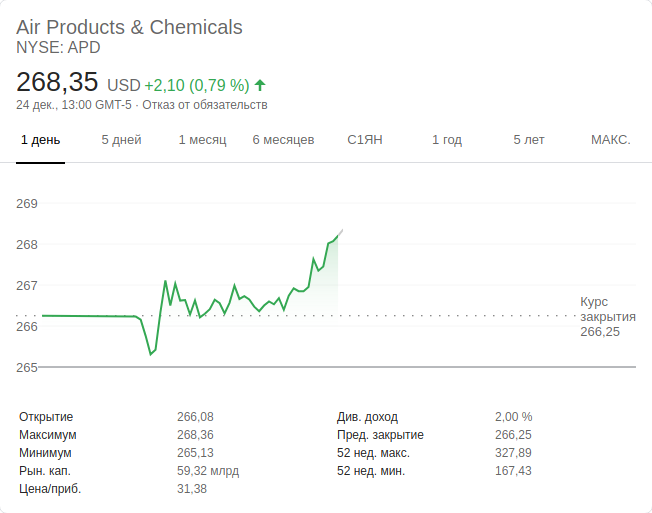 Air Products & Chemicals
NYSE: APD
268,35 USD +2,10 (0,79 %)
24 дек., 13:00 GMT-5 · Отказ от обязательств
1 день 5 дней 1 месяц 6 месяцев С1ЯН 1 год 5 лет МАКС.
269
268
267
266
265
Курс
закрытия
266,25
Открытие 266,08 Див. доход 2,00 %
Максимум 268,36 Пред. закрытие 266,25
Минимум 265,13 52 нед. макс. 327,89
Рын. кап. 59,32 млрд 52 нед. мин. 167,43
Цена/приб. 31,38